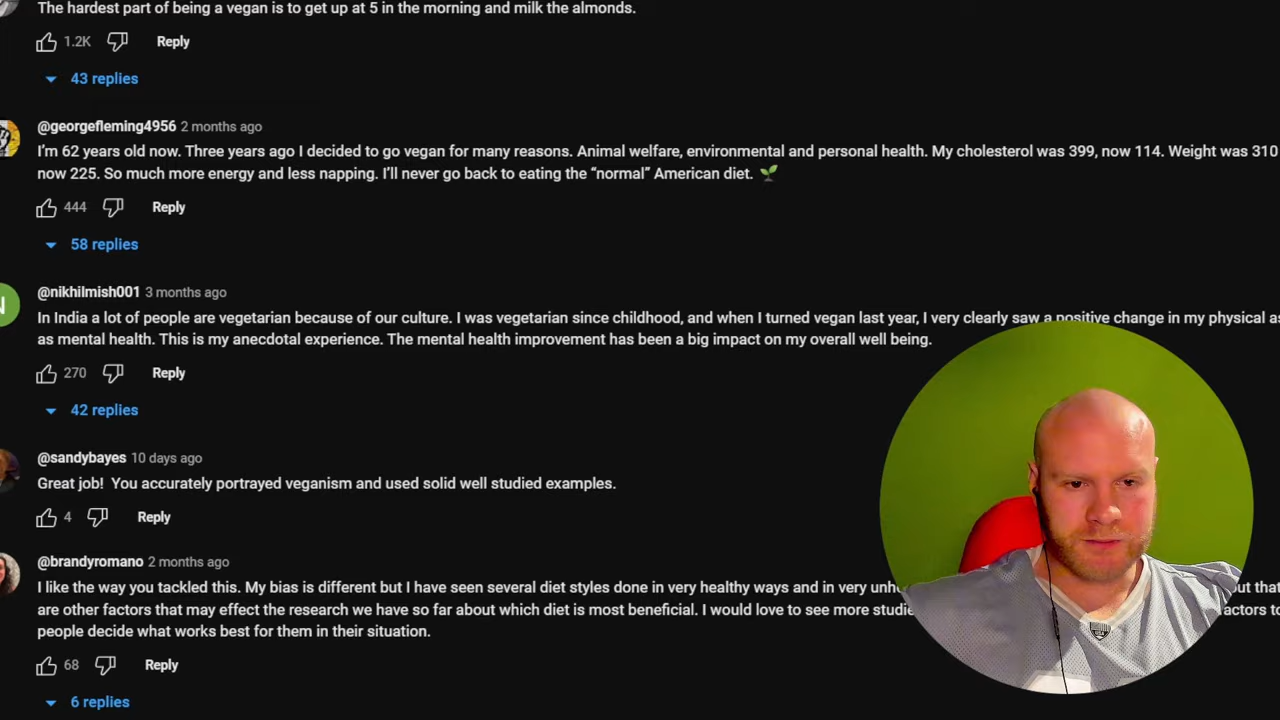 The hardest part of being a vegan is to get up at 5 in the morning and milk the almonds.
1.2K Reply
43 replies
@georgefleming4956 2 months ago
I'm 62 years old now. Three years ago I decided to go vegan for many reasons. Animal welfare, environmental and personal health. My cholesterol was 399, now 114. Weight was 310
now 225. So much more energy and less napping. I'll never go back to eating the “normal” American diet. 🌱
444 Reply
58 replies
N
@nikhilmish001 3 months ago
In India a lot of people are vegetarian because of our culture. I was vegetarian since childhood, and when I turned vegan last year, I very clearly saw a positive change in my physical as
as mental health. This is my anecdotal experience. The mental health improvement has been a big impact on my overall well being.
270 Reply
42 replies
@sandybayes 10 days ago
Great job! You accurately portrayed veganism and used solid well studied examples.
4 Reply
@brandyromano 2 months ago
I like the way you tackled this. My bias is different but I have seen several diet styles done in very healthy ways and in very but that
are other factors that may effect the research we have so far about which diet is most beneficial. I would love to see more
people decide what works best for them in their situation.
68 Reply
6 replies